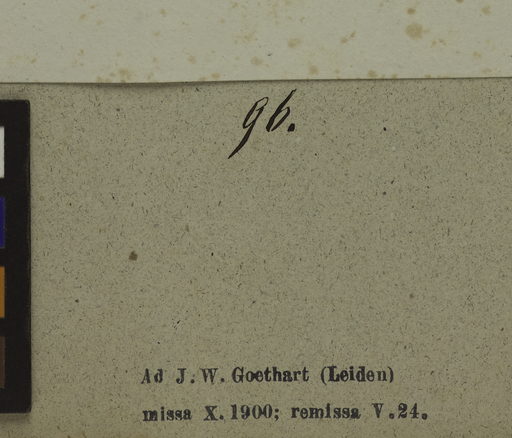 96.
Ad J. W. Goethart (Leiden)
missa X. 1900; remissa V.24.